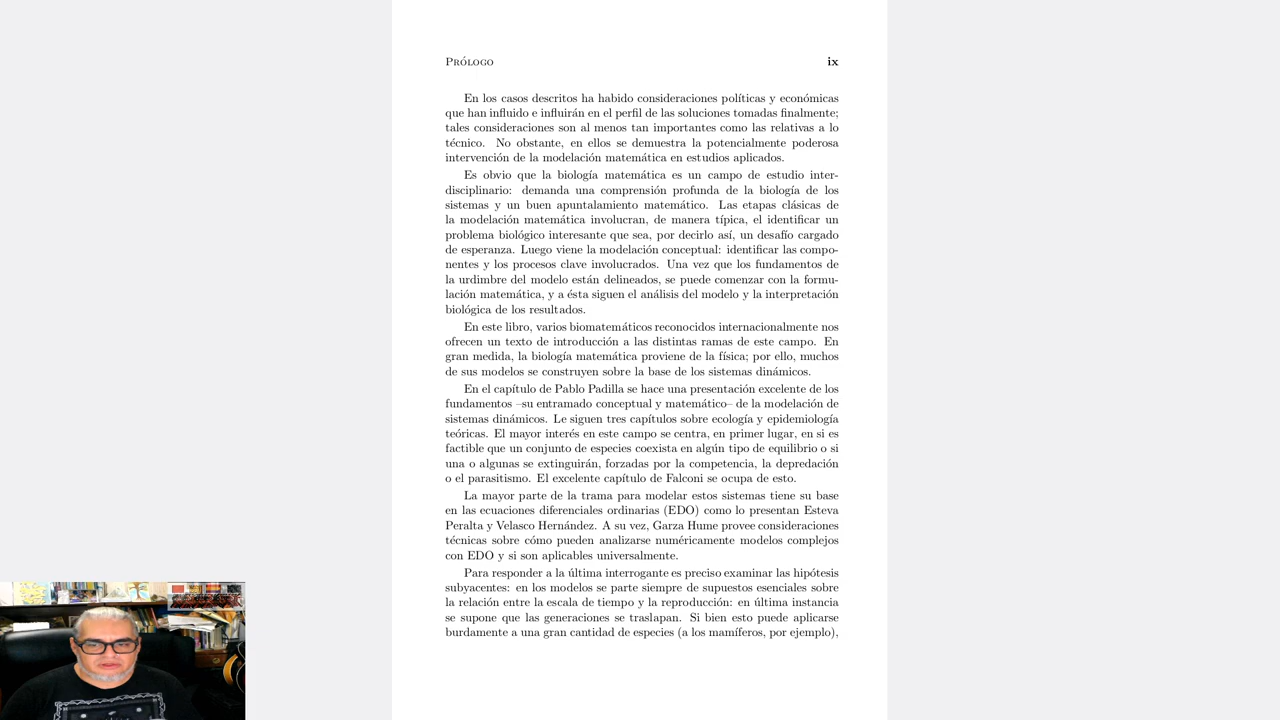 Prólogo
ix
En los casos descritos ha habido consideraciones políticas y económicas
que han influido e influirán en el perfil de las soluciones tomadas finalmente;
tales consideraciones son al menos tan importantes como las relativas a lo
técnico. No obstante, en ellos se demuestra la potencialmente poderosa
intervención de la modelación matemática en estudios aplicados.
Es obvio que la biología matemática es un campo de estudio inter-
disciplinario: demanda una comprensión profunda de la biología de los
sistemas y un buen apuntalamiento matemático. Las etapas clásicas de
la modelación matemática involucran, de manera típica, el identificar un
problema biológico interesante que sea, por decirlo así, un desafío cargado
de esperanza. Luego viene la modelación conceptual: identificar las compo-
nentes y los procesos clave involucrados. Una vez que los fundamentos de
la urdimbre del modelo están delineados, se puede comenzar con la formu-
lación matemática, y a ésta siguen el análisis del modelo y la interpretación
biológica de los resultados.
En este libro, varios biomatemáticos reconocidos internacionalmente nos
ofrecen un texto de introducción a las distintas ramas de este campo. En
gran medida, la biología matemática proviene de la física; por ello, muchos
de sus modelos se construyen sobre la base de los sistemas dinámicos.
En el capítulo de Pablo Padilla se hace una presentación excelente de los
fundamentos –su entramado conceptual y matemático– de la modelación de
sistemas dinámicos. Le siguen tres capítulos sobre ecología y epidemiología
teóricas. El mayor interés en este campo se centra, en primer lugar, en si es
factible que un conjunto de especies coexista en algún tipo de equilibrio o si
una o algunas se extinguirán, forzadas por la competencia, la depredación
o el parasitismo. El excelente capítulo de Falconi se ocupa de esto.
La mayor parte de la trama para modelar estos sistemas tiene su base
en las ecuaciones diferenciales ordinarias (EDO) como lo presentan Esteva
Peralta y Velasco Hernández. A su vez, Garza Hume provee consideraciones
técnicas sobre cómo pueden analizarse numéricamente modelos complejos
con EDO y si son aplicables universalmente.
Para responder a la última interrogante es preciso examinar las hipótesis
subyacentes: en los modelos se parte siempre de supuestos esenciales sobre
la relación entre la escala de tiempo y la reproducción: en última instancia
se supone que las generaciones se traslapan. Si bien esto puede aplicarse
burdamente a una gran cantidad de especies (a los mamíferos, por ejemplo),